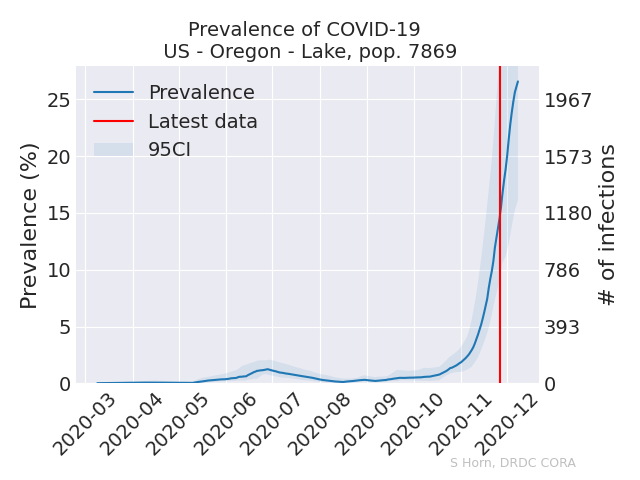 Prevalence of COVID-19
US - Oregon - Lake, pop. 7869
Prevalence
Latest data
95CI
Prevalence (%)
25
20
15
10
5
0
1967
1573
1180
786
393
0
# of infections
2020-03
2020-04
2020-05
2020-06
2020-07
2020-08
2020-09
2020-10
2020-11
2020-12
S Horn, DRDC CORA